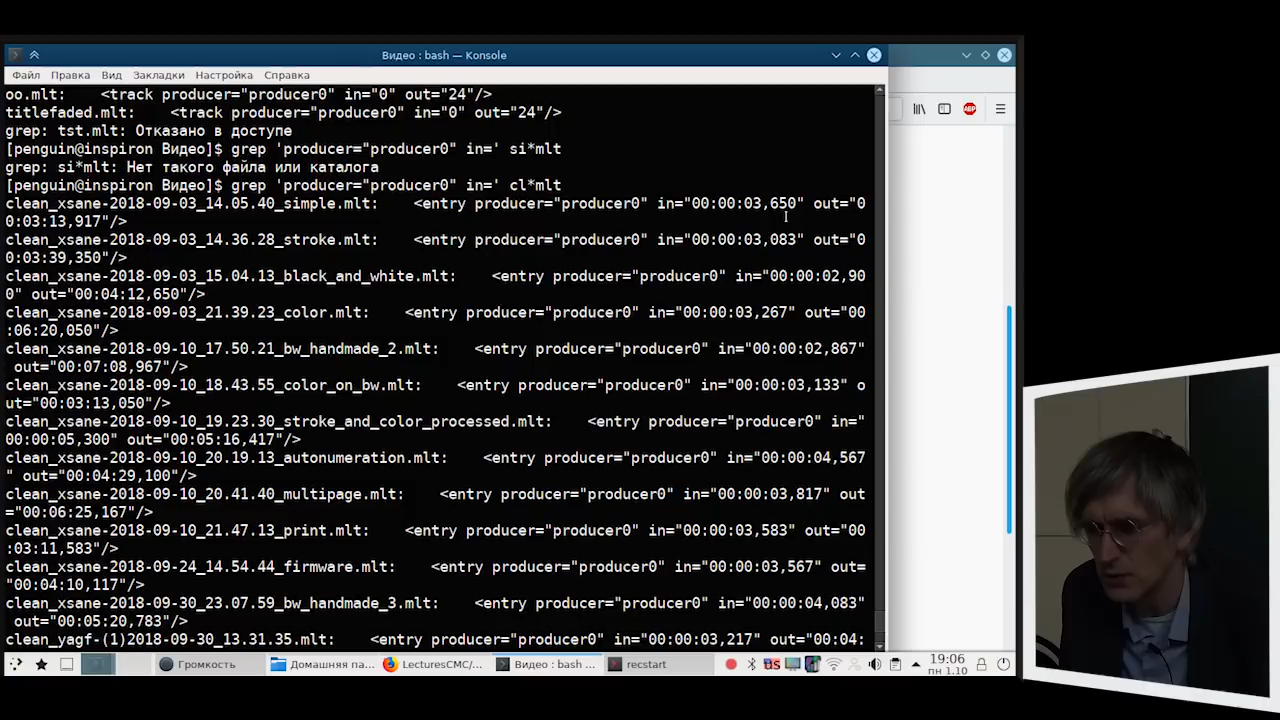 Видео : bash — Konsole
Файл Правка Вид Закладки Настройка Справка
oo.mlt:    <track producer="producer0" in="0" out="24"/>
titlefaded.mlt:    <track producer="producer0" in="0" out="24"/>
grep: tst.mlt: Отказано в доступе
[penguin@inspiron Видео]$ grep 'producer="producer0" in=' si*mlt
grep: si*mlt: Нет такого файла или каталога
[penguin@inspiron Видео]$ grep 'producer="producer0" in=' cl*mlt
clean_xsane-2018-09-03_14.05.40_simple.mlt:    <entry producer="producer0" in="00:00:03,650" out="0
0:03:13,917"/>
clean_xsane-2018-09-03_14.36.28_stroke.mlt:    <entry producer="producer0" in="00:00:03,083" out="0
0:03:39,350"/>
clean_xsane-2018-09-03_15.04.13_black_and_white.mlt:    <entry producer="producer0" in="00:00:02,90
0" out="00:04:12,650"/>
clean_xsane-2018-09-03_21.39.23_color.mlt:    <entry producer="producer0" in="00:00:03,267" out="00
:06:20,050"/>
clean_xsane-2018-09-10_17.50.21_bw_handmade_2.mlt:    <entry producer="producer0" in="00:00:02,867"
 out="00:07:08,967"/>
clean_xsane-2018-09-10_18.43.55_color_on_bw.mlt:    <entry producer="producer0" in="00:00:03,133" o
ut="00:03:13,050"/>
clean_xsane-2018-09-10_19.23.30_stroke_and_color_processed.mlt:    <entry producer="producer0" in="
00:00:05,300" out="00:05:16,417"/>
clean_xsane-2018-09-10_20.19.13_autonumeration.mlt:    <entry producer="producer0" in="00:00:04,567
" out="00:04:29,100"/>
clean_xsane-2018-09-10_20.41.40_multipage.mlt:    <entry producer="producer0" in="00:00:03,817" out
="00:06:25,167"/>
clean_xsane-2018-09-10_21.47.13_print.mlt:    <entry producer="producer0" in="00:00:03,583" out="00
:03:11,583"/>
clean_xsane-2018-09-24_14.54.44_firmware.mlt:    <entry producer="producer0" in="00:00:03,567" out=
"00:04:10,117"/>
clean_xsane-2018-09-30_23.07.59_bw_handmade_3.mlt:    <entry producer="producer0" in="00:00:04,083"
 out="00:05:20,783"/>
clean_yagf-(1)2018-09-30_13.31.35.mlt:    <entry producer="producer0" in="00:00:03,217" out="00:04:
Громкость Домашняя па... LecturesCMC/... Видео : bash ... recstart us 19:06
пн 1.10
ABP